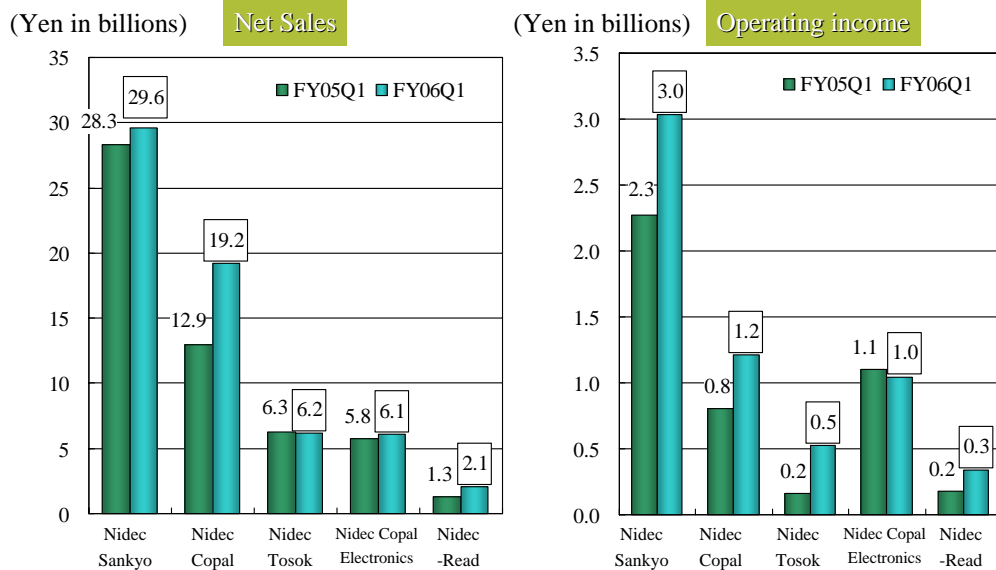 (Yen in billions)
Net Sales
35
30
25
20
15
10
5
0
FY05Q1
FY06Q1
28.3
29.6
12.9
19.2
6.3
6.2
5.8
6.1
1.3
2.1
Nidec
Sankyo
Nidec
Copal
Nidec
Tosok
Nidec Copal
Electronics
Nidec
-Read
(Yen in billions)
Operating income
3.5
3.0
2.5
2.0
1.5
1.0
0.5
0.0
FY05Q1
FY06Q1
2.3
3.0
0.8
1.2
0.2
0.5
1.1
1.0
0.2
0.3
Nidec
Sankyo
Nidec
Copal
Nidec
Tosok
Nidec Copal
Electronics
Nidec
-Read